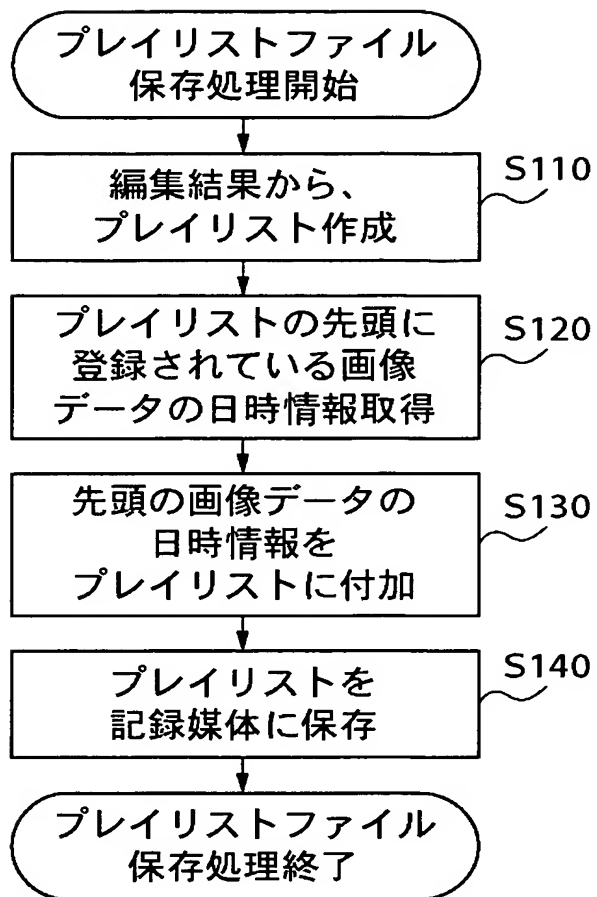 プレイリストファイル
保存処理開始
編集結果から、
プレイリスト作成
S110
プレイリストの先頭に
登録されている画像
データの日時情報取得
S120
先頭の画像データの
日時情報を
プレイリストに付加
S130
プレイリストを
記録媒体に保存
S140
プレイリストファイル
保存処理終了